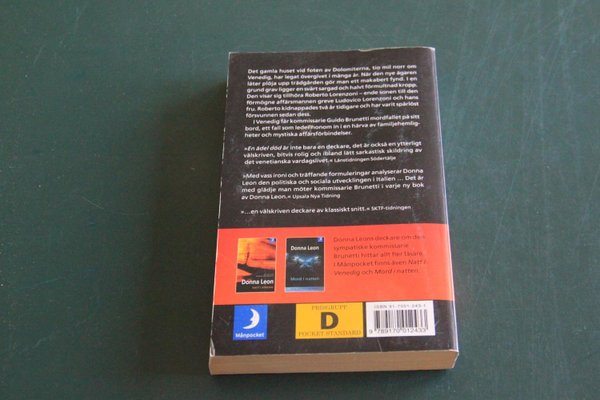 Det gamla huset vid foten av Dolomiterna, tio mil norr om
Venedig, har legat övergivet i många år. När den nye ägaren
låter plöja upp trädgården gör man ett makabert fynd. I en
grund grav ligger en svårt sargad och halvt förmultnad kropp.
Den visar sig tillhöra Roberto Lorenzoni – ende sonen till den
förmögne affärsmannen greve Ludovico Lorenzoni och hans
fru. Roberto kidnappades två år tidigare och har varit spårlöst
försvunnen sedan dess.
I Venedig får kommissarie Guido Brunetti mordfallet på sitt
bord, ett fall som leder honom in i en härva av familjehemlig-
heter och mystiska affärsförbindelser.
»En ädel död är inte bara en deckare, det är också en ytterligt
välskriven, bitvis rolig och ibland lätt sarkastisk skildring av
det venetianska vardagslivet.« Länstidningen Södertälje
»Med vass ironi och träffande formuleringar analyserar Donna
Leon den politiska och sociala utvecklingen i Italien ... Det är
med glädje man möter kommissarie Brunetti i varje ny bok
av Donna Leon.« Upsala Nya Tidning
»...en välskriven deckare av klassiskt snitt.« SKTF-tidningen
Donna Leon
Donna Leon
Mord i natten
Donna Leons deckare om den
sympatiske kommissarie
Brunetti hittar allt fler läsare.
I Månpocket finns även Natt i
Venedig och Mord i natten.
Månpocket
PRISGRUPP
D
POCKET STANDARD
ISBN 91-7001-243-1
9 789170 012433